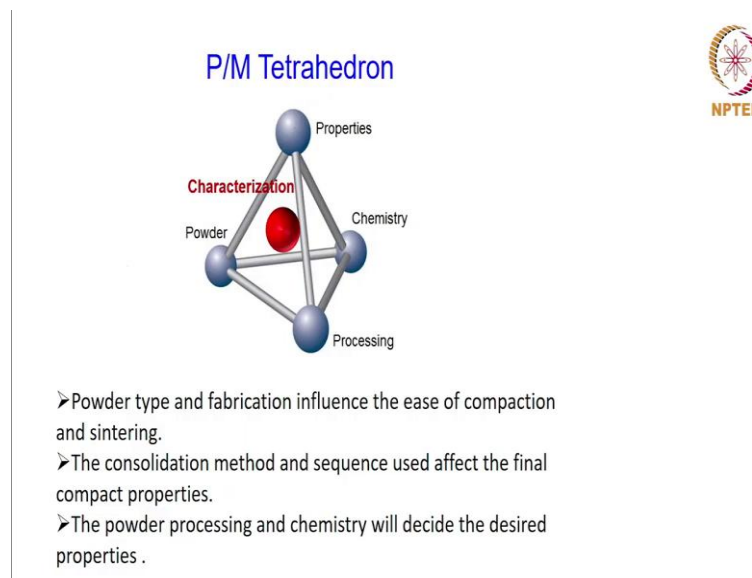 P/M Tetrahedron
NPTEL
Properties
Characterization
Chemistry
Powder
Processing
➢Powder type and fabrication influence the ease of compaction
and sintering.
➢The consolidation method and sequence used affect the final
compact properties.
➢The powder processing and chemistry will decide the desired
properties .